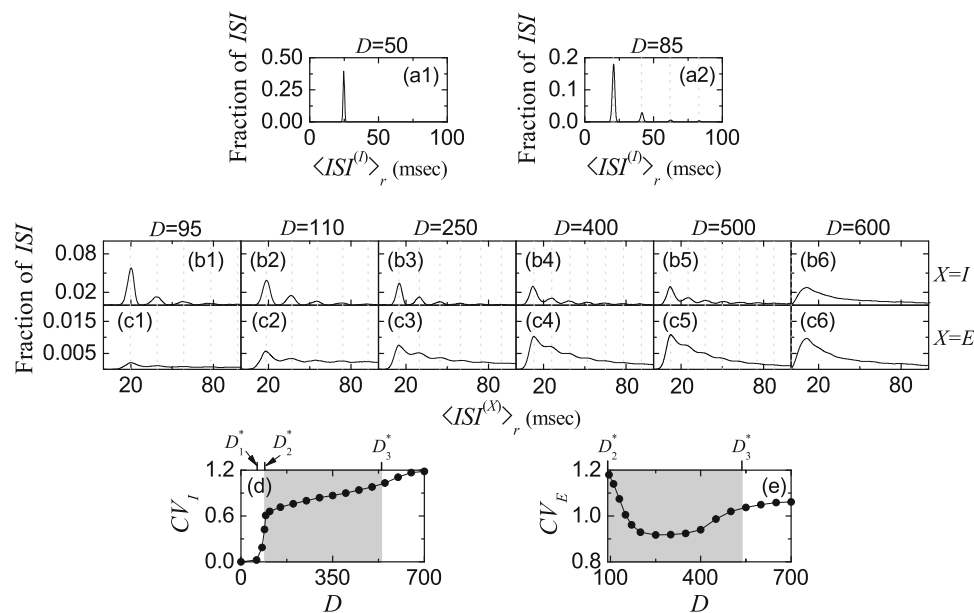 D=50 D=85
Fraction of ISI 0.50 0.25 0.00 (a1) Fraction of ISI 0.2 0.1 0.0 (a2)
0 50 100 0 50 100
⟨ISI^(I)⟩_r (msec) ⟨ISI^(I)⟩_r (msec)
D=95 D=110 D=250 D=400 D=500 D=600
Fraction of ISI
0.08 0.02 (b1) (b2) (b3) (b4) (b5) (b6) X=I
0.015 0.005 (c1) (c2) (c3) (c4) (c5) (c6) X=E
20 80 20 80 20 80 20 80 20 80 20 80
⟨ISI^(X)⟩_r (msec)
D*_1 D*_2 D*_3 D*_2 D*_3
CV_I 1.2 0.6 0.0 (d) CV_E 1.2 1.0 0.8 (e)
0 350 700 100 400 700
D D